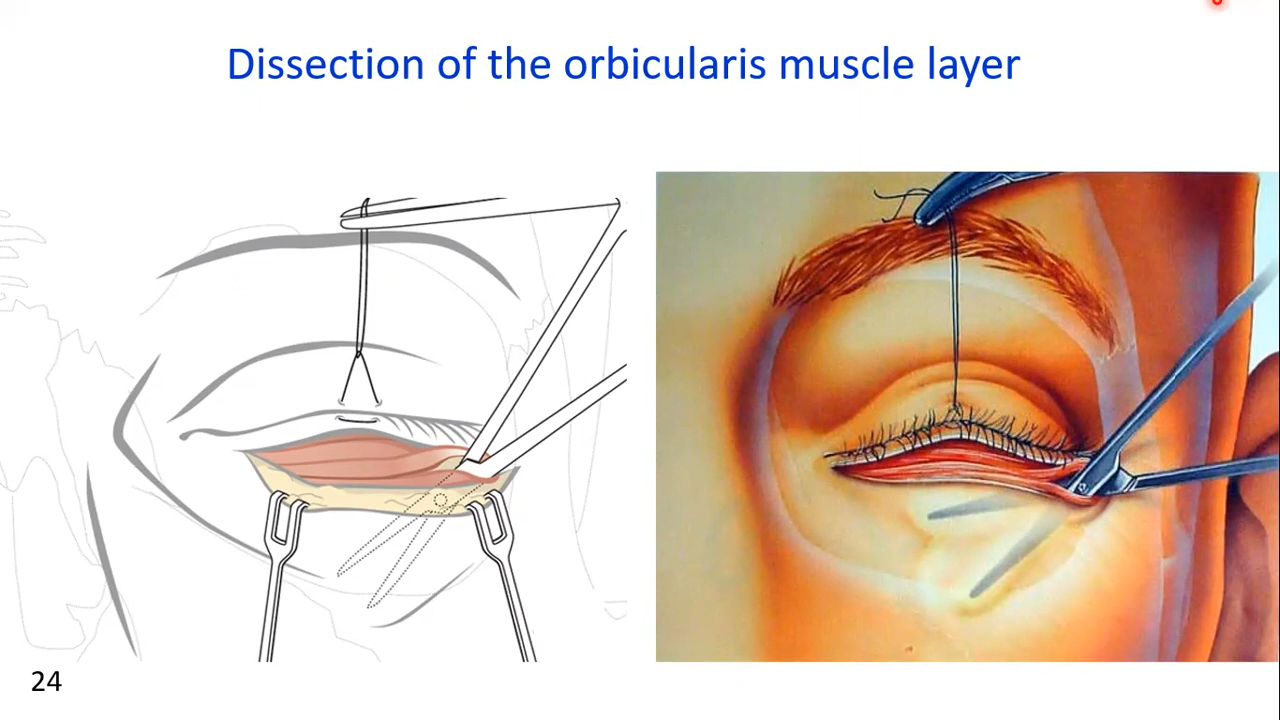 Dissection of the orbicularis muscle layer
24